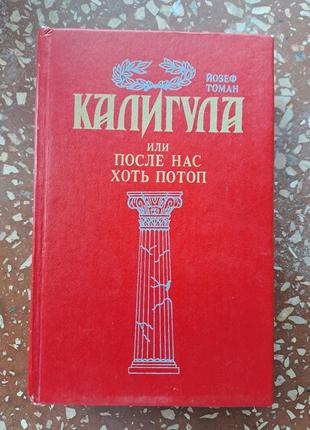 ЙОЗЕФ
ТОМАН
КАЛИГУЛА
ИЛИ
ПОСЛЕ НАС
ХОТЬ ПОТОП